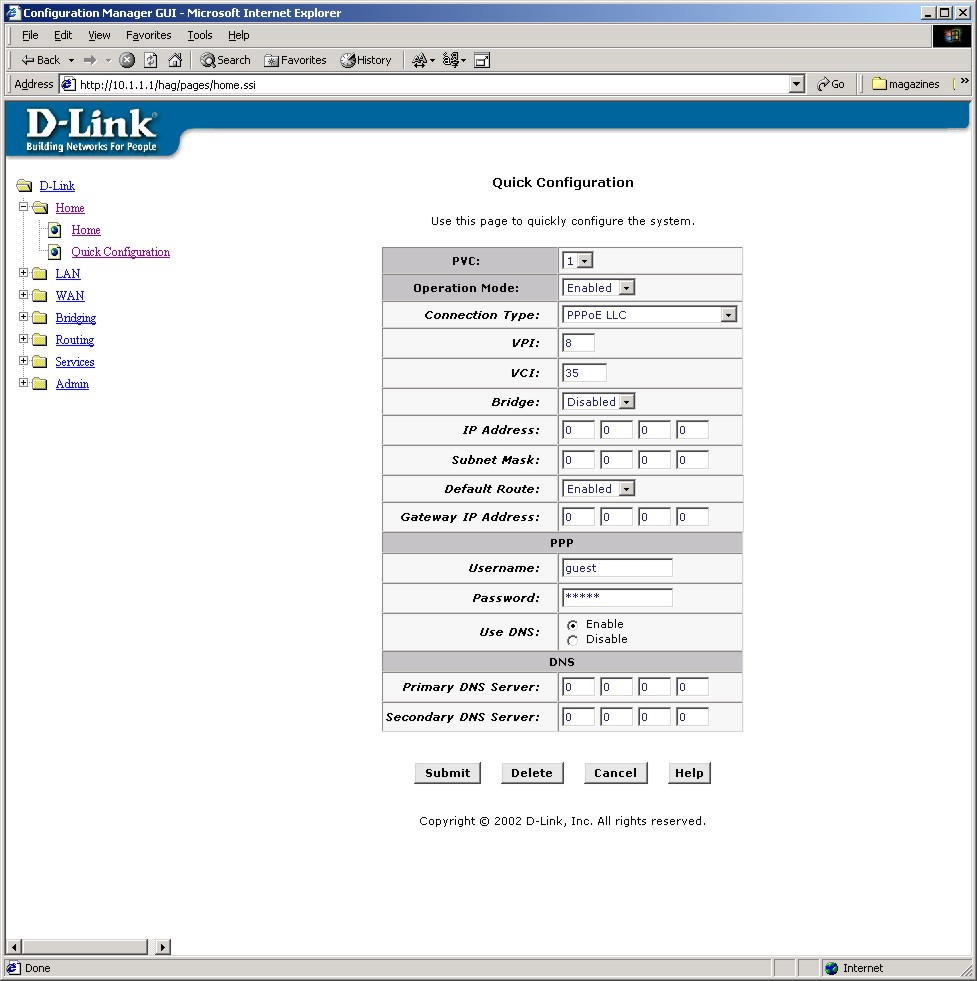 Configuration Manager GUI - Microsoft Internet Explorer
File Edit View Favorites Tools Help
Back Search Favorites History
Address http://10.1.1.1/hag/pages/home.ssi Go magazines »
D-Link
Building Networks For People
D-Link
Home
Home
Quick Configuration
LAN
WAN
Bridging
Routing
Services
Admin
Quick Configuration
Use this page to quickly configure the system.
PVC: 1
Operation Mode: Enabled
Connection Type: PPPoE LLC
VPI: 8
VCI: 35
Bridge: Disabled
IP Address: 0 0 0 0
Subnet Mask: 0 0 0 0
Default Route: Enabled
Gateway IP Address: 0 0 0 0
PPP
Username: guest
Password: *****
Use DNS: Enable
Disable
DNS
Primary DNS Server: 0 0 0 0
Secondary DNS Server: 0 0 0 0
Submit Delete Cancel Help
Copyright © 2002 D-Link, Inc. All rights reserved.
Done Internet